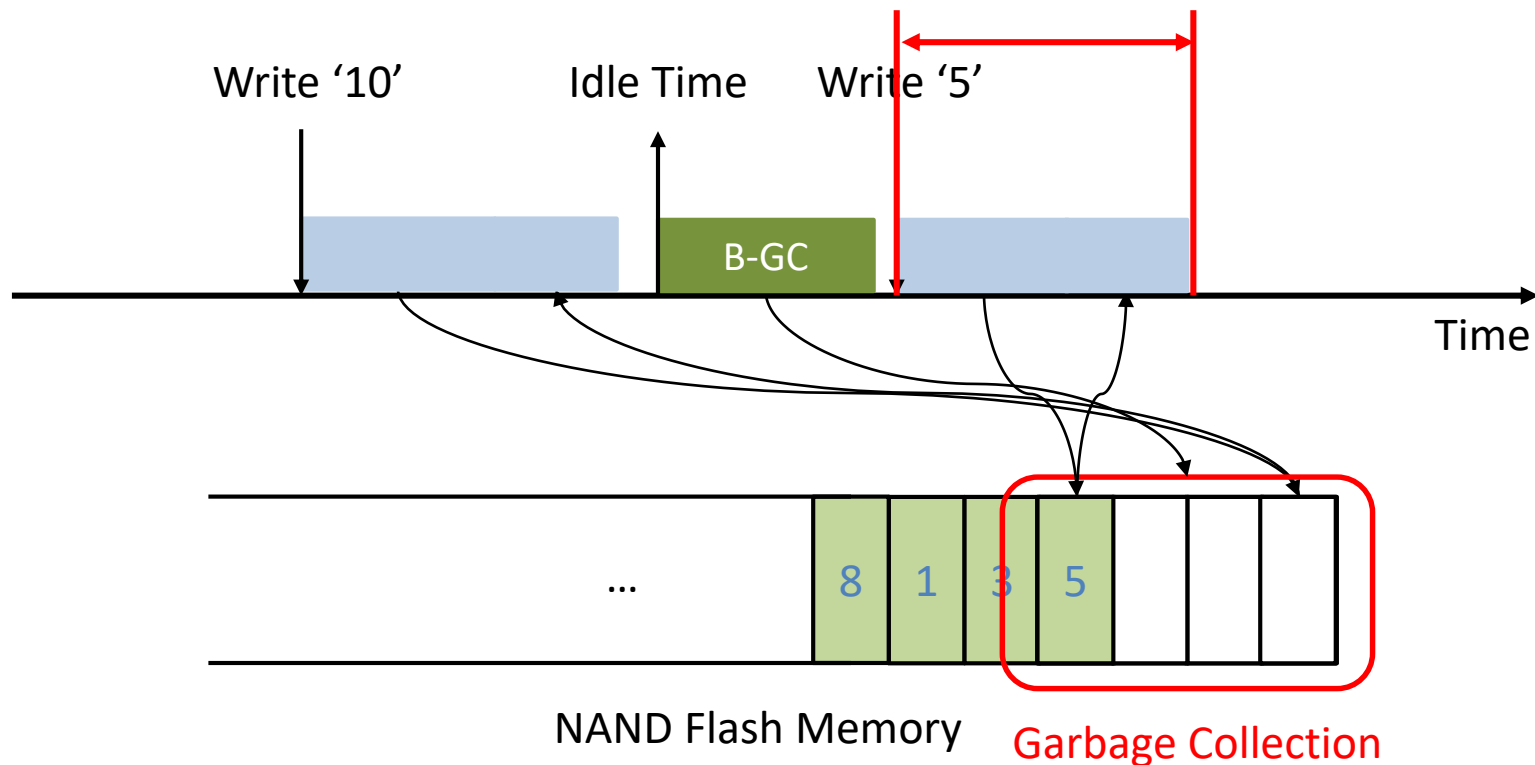 Write ‘10’
Idle Time
Write ‘5’
B-GC
Time
...
8
1
3
5
NAND Flash Memory
Garbage Collection